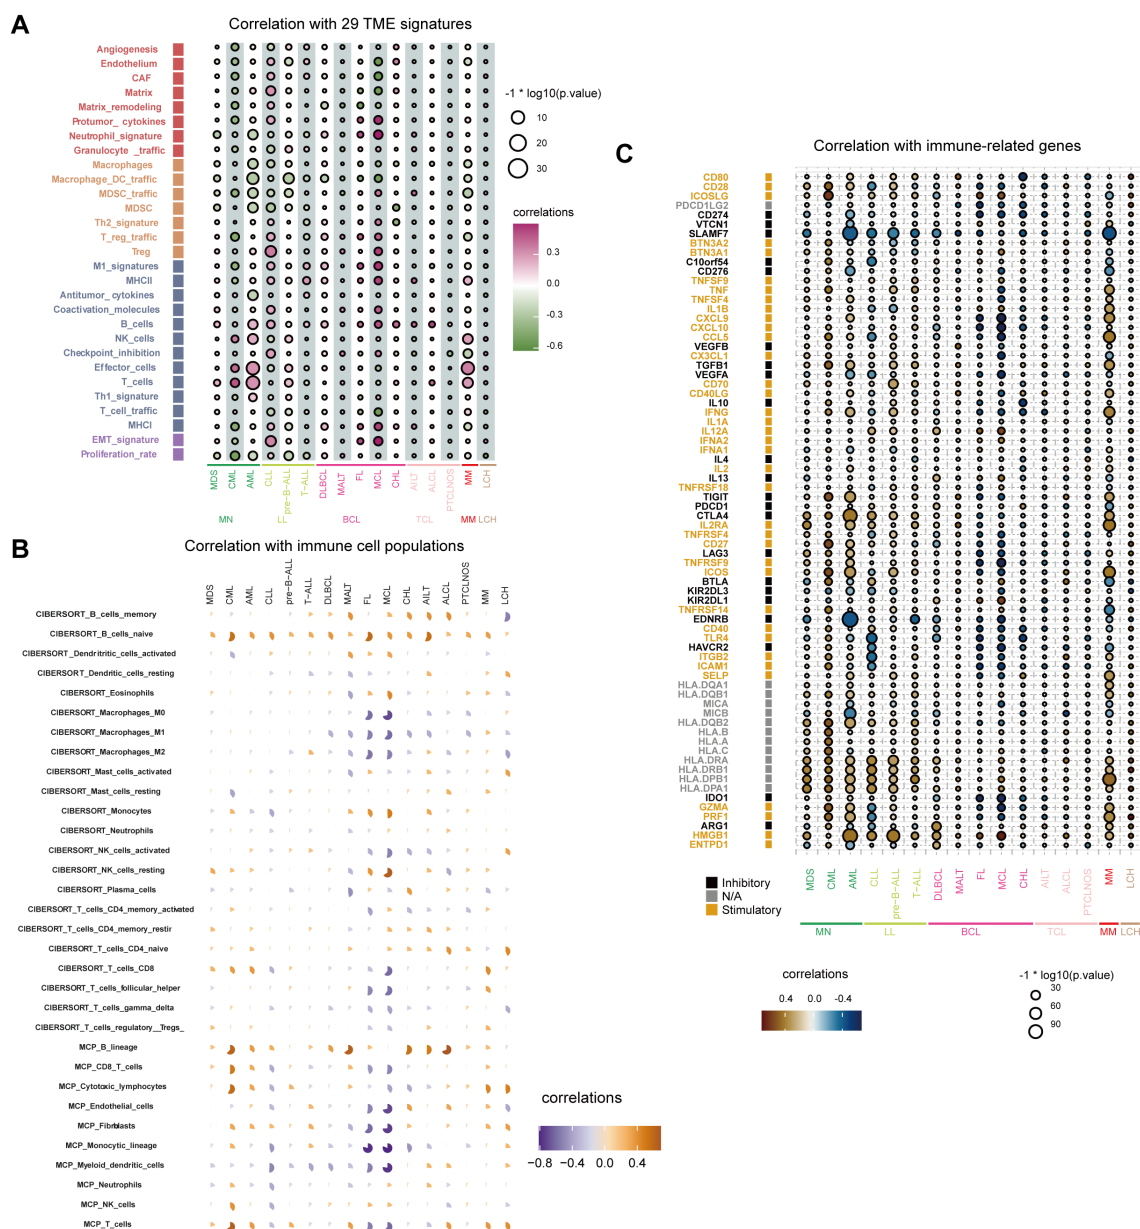 A
Correlation with 29 TME signatures
Angiogenesis
Endothelium
CAF
Matrix
Matrix_remodeling
Protumor_ cytokines
Neutrophil_signature
Granulocyte _traffic
Macrophages
Macrophage_DC_traffic
MDSC_traffic
MDSC
Th2_signature
T_reg_traffic
Treg
M1_signatures
MHCII
Antitumor_ cytokines
Coactivation_molecules
B_cells
NK_cells
Checkpoint_inhibition
Effector_cells
T_cells
Th1_signature
T_cell_traffic
MHCI
EMT_signature
Proliferation_rate
MDS CML AML CLL pre-B-ALL T-ALL DLBCL MALT FL MCL CHL AILT ALCL PTCLNOS MM LCH
MN LL BCL TCL MM LCH
-1 * log10(p.value)
10
20
30
correlations
0.3
0.0
-0.3
-0.6
B
Correlation with immune cell populations
MDS CML AML CLL pre-B-ALL T-ALL DLBCL MALT FL MCL CHL AILT ALCL PTCLNOS MM LCH
CIBERSORT_B_cells_memory
CIBERSORT_B_cells_naive
CIBERSORT_Dendritritic_cells_activated
CIBERSORT_Dendritic_cells_resting
CIBERSORT_Eosinophils
CIBERSORT_Macrophages_M0
CIBERSORT_Macrophages_M1
CIBERSORT_Macrophages_M2
CIBERSORT_Mast_cells_activated
CIBERSORT_Mast_cells_resting
CIBERSORT_Monocytes
CIBERSORT_Neutrophils
CIBERSORT_NK_cells_activated
CIBERSORT_NK_cells_resting
CIBERSORT_Plasma_cells
CIBERSORT_T_cells_CD4_memory_activated
CIBERSORT_T_cells_CD4_memory_restir
CIBERSORT_T_cells_CD4_naive
CIBERSORT_T_cells_CD8
CIBERSORT_T_cells_follicular_helper
CIBERSORT_T_cells_gamma_delta
CIBERSORT_T_cells_regulatory__Tregs_
MCP_B_lineage
MCP_CD8_T_cells
MCP_Cytotoxic_lymphocytes
MCP_Endothelial_cells
MCP_Fibroblasts
MCP_Monocytic_lineage
MCP_Myeloid_dendritic_cells
MCP_Neutrophils
MCP_NK_cells
MCP_T_cells
correlations
-0.8 -0.4 0.0 0.4
C
Correlation with immune-related genes
CD80
CD28
ICOSLG
PDCD1LG2
CD274
VTCN1
SLAMF7
BTN3A2
BTN3A1
C10orf54
CD276
TNFSF9
TNF
TNFSF4
IL1B
CXCL9
CXCL10
CCL5
VEGFB
CX3CL1
TGFB1
VEGFA
CD70
CD40LG
IL10
IFNG
IL1A
IL12A
IFNA2
IFNA1
IL4
IL2
IL13
TNFRSF18
TIGIT
PDCD1
CTLA4
IL2RA
TNFRSF4
CD27
LAG3
TNFRSF9
ICOS
BTLA
KIR2DL3
KIR2DL1
TNFRSF14
EDNRB
CD40
TLR4
HAVCR2
ITGB2
ICAM1
SELP
HLA.DQA1
HLA.DQB1
MICA
MICB
HLA.DQB2
HLA.B
HLA.A
HLA.C
HLA.DRA
HLA.DRB1
HLA.DPB1
HLA.DPA1
IDO1
GZMA
PRF1
ARG1
HMGB1
ENTPD1
Inhibitory
N/A
Stimulatory
MDS CML AML CLL pre-B-ALL T-ALL DLBCL MALT FL MCL CHL AILT ALCL PTCLNOS MM LCH
MN LL BCL TCL MM LCH
correlations
0.4 0.0 -0.4
-1 * log10(p.value)
30
60
90